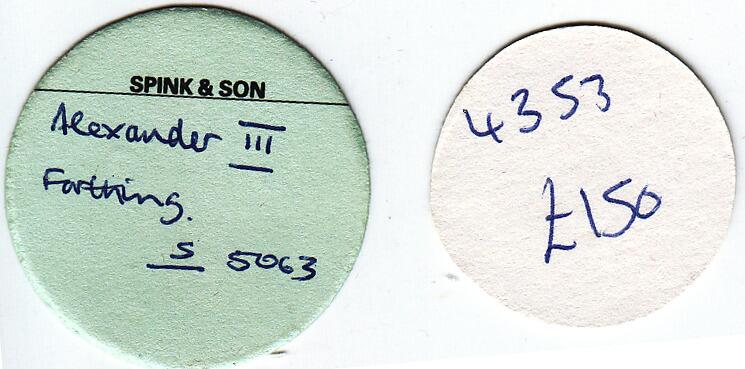 SPINK & SON
Alexander III
Farthing.
S 5063
4353
£150